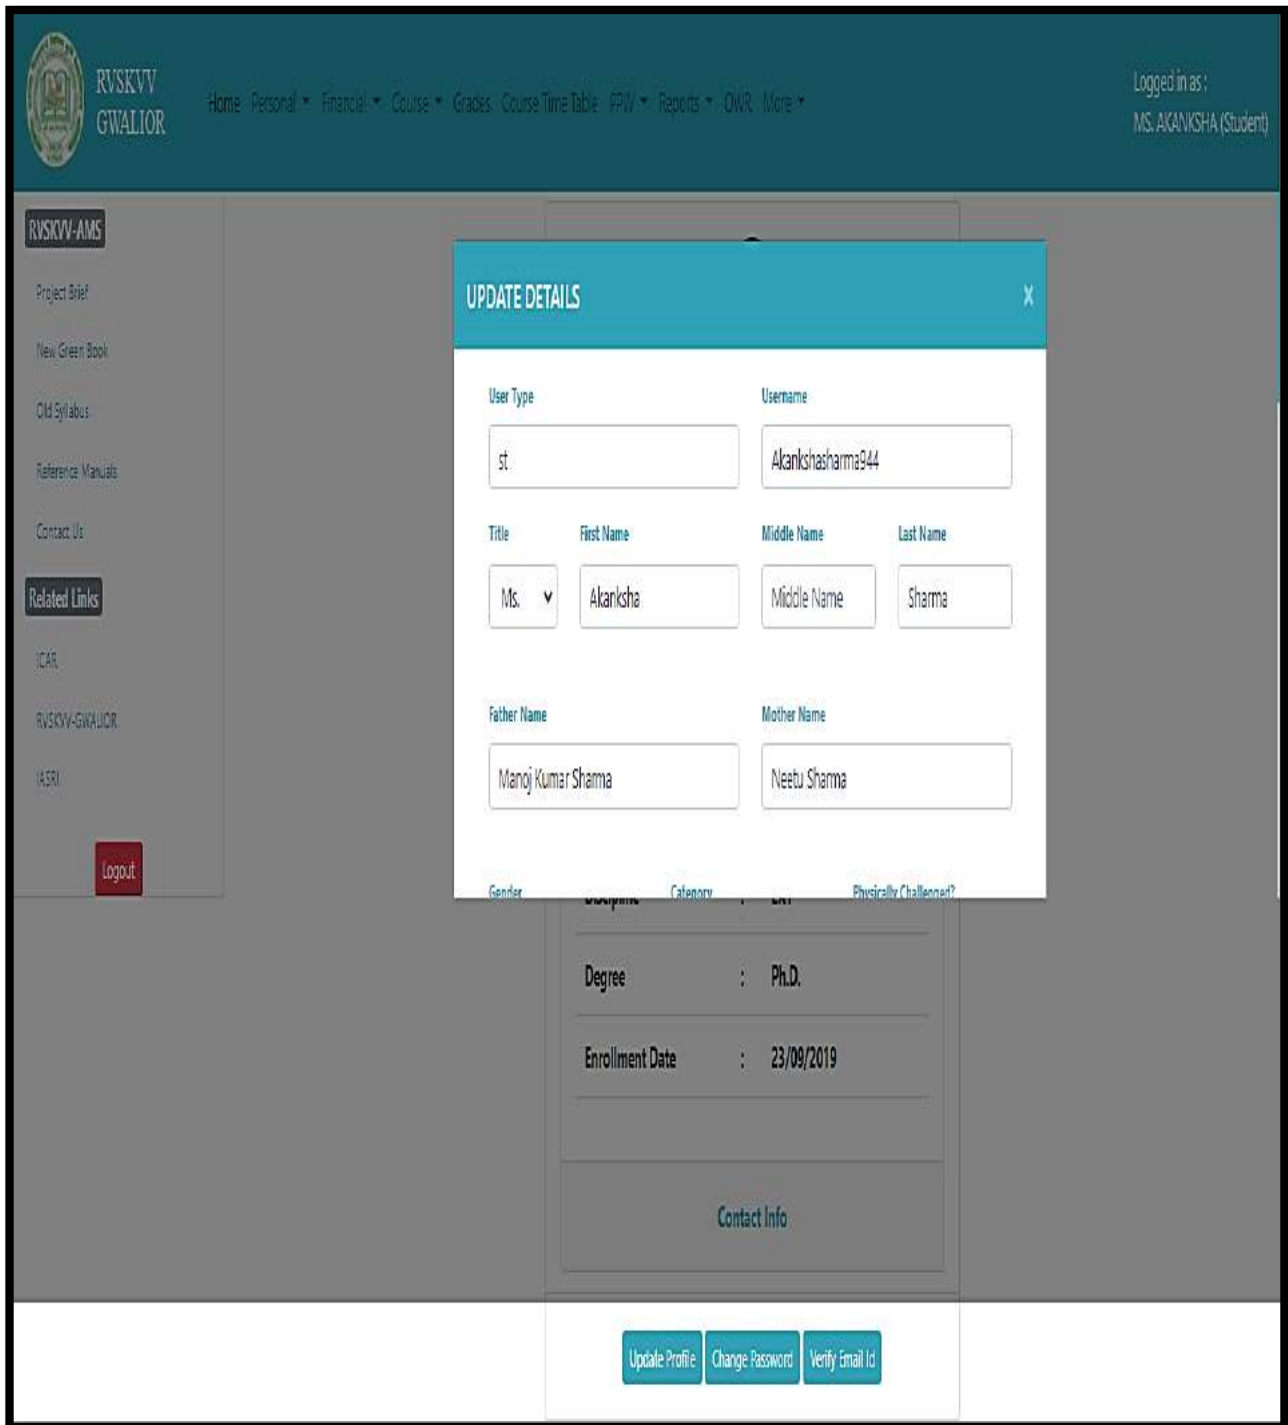 RVSKVV
GWALIOR
Home Personal Financial Course Grades Course Time Table PPW Reports OWR More
Logged in as :
MS. AKANKSHA (Student)
RVSKVV-AMS
Project Brief
New Green Book
Old Syllabus
Reference Manuals
Contact Us
Related Links
ICAR
RVSKVV-GWALIOR
IASRI
Logout
UPDATE DETAILS
x
User Type Username
st Akankshasharma944
Title First Name Middle Name Last Name
Ms. Akanksha Middle Name Sharma
Father Name Mother Name
Manoj Kumar Sharma Neetu Sharma
Gender Category Physically Challenged?
Discipline : EXT
Degree : Ph.D.
Enrollment Date : 23/09/2019
Contact Info
Update Profile Change Password Verify Email Id